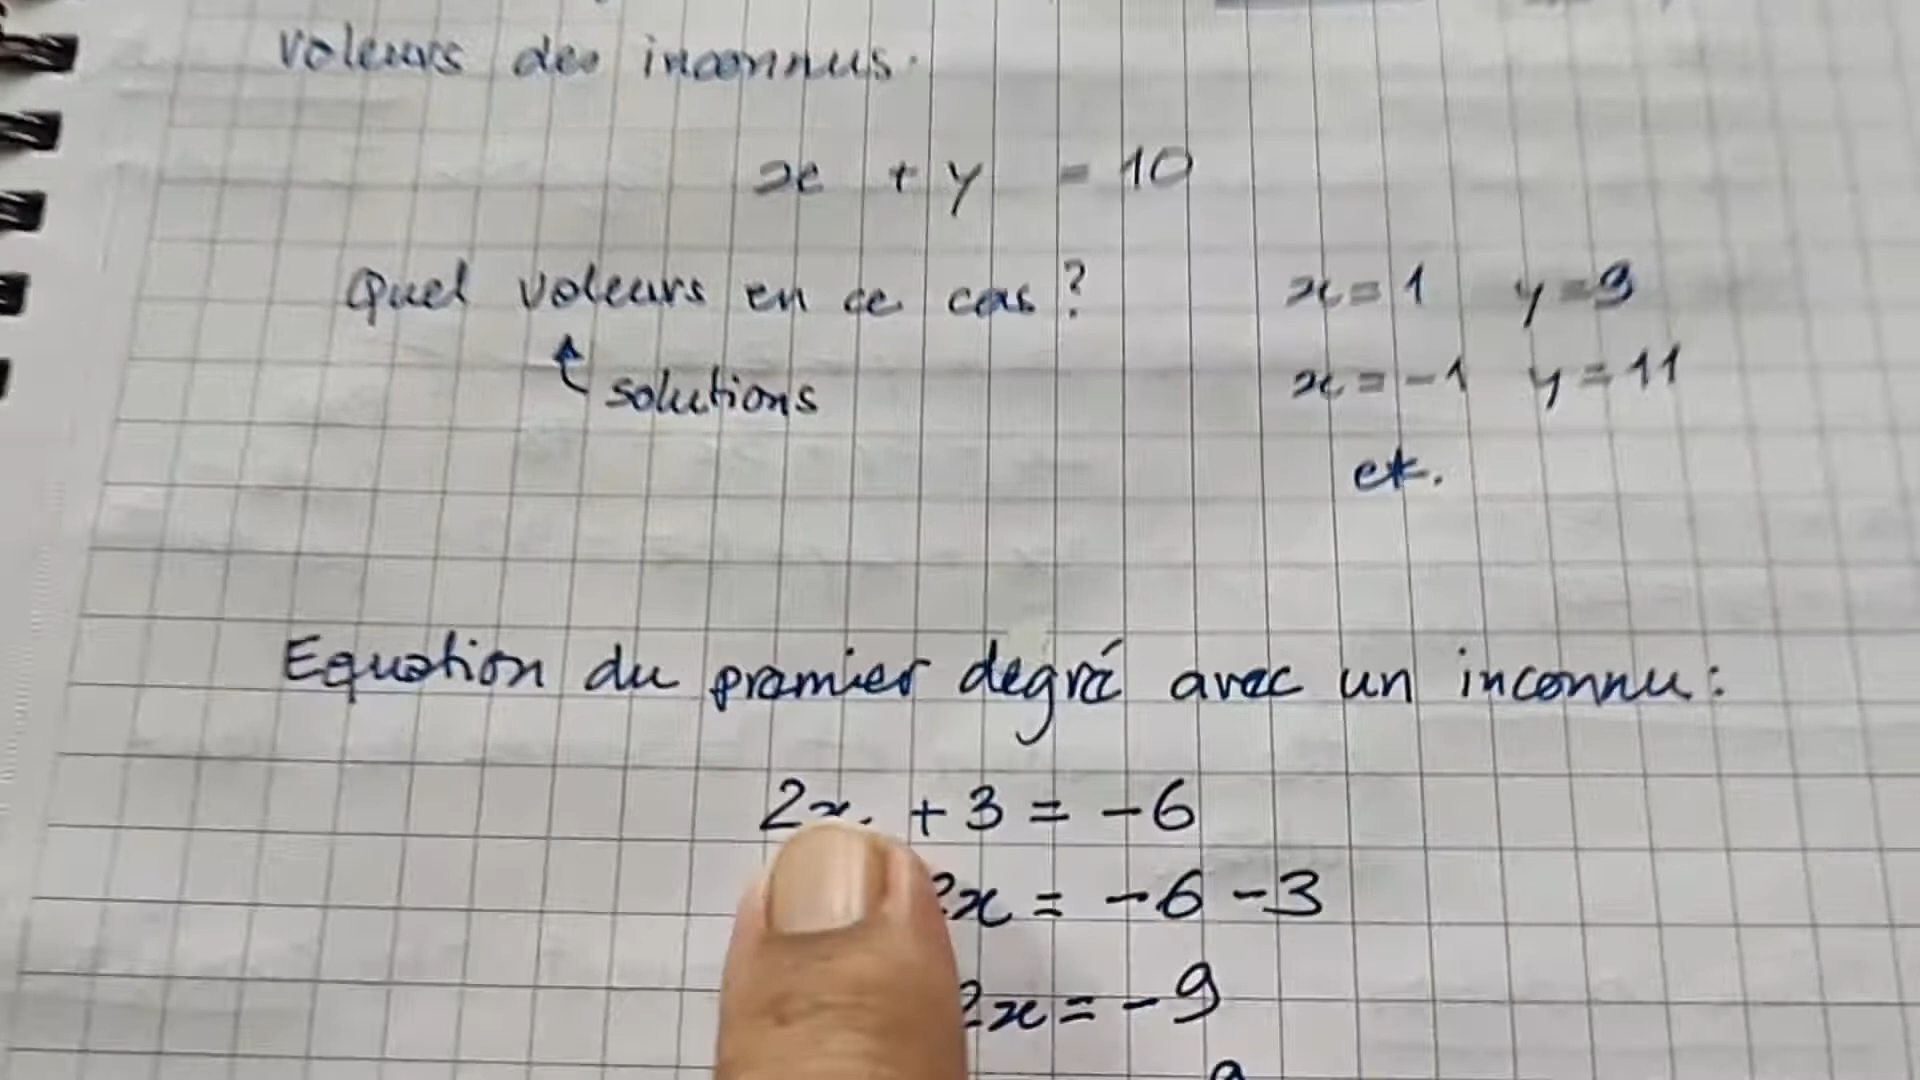 valeurs des inconnus.
x + y = 10
Quel valeurs en ce cas? x = 1 y = 9
solutions x = -1 y = 11
etc.
Equation du premier degré avec un inconnu:
2x + 3 = -6
2x = -6 - 3
2x = -9